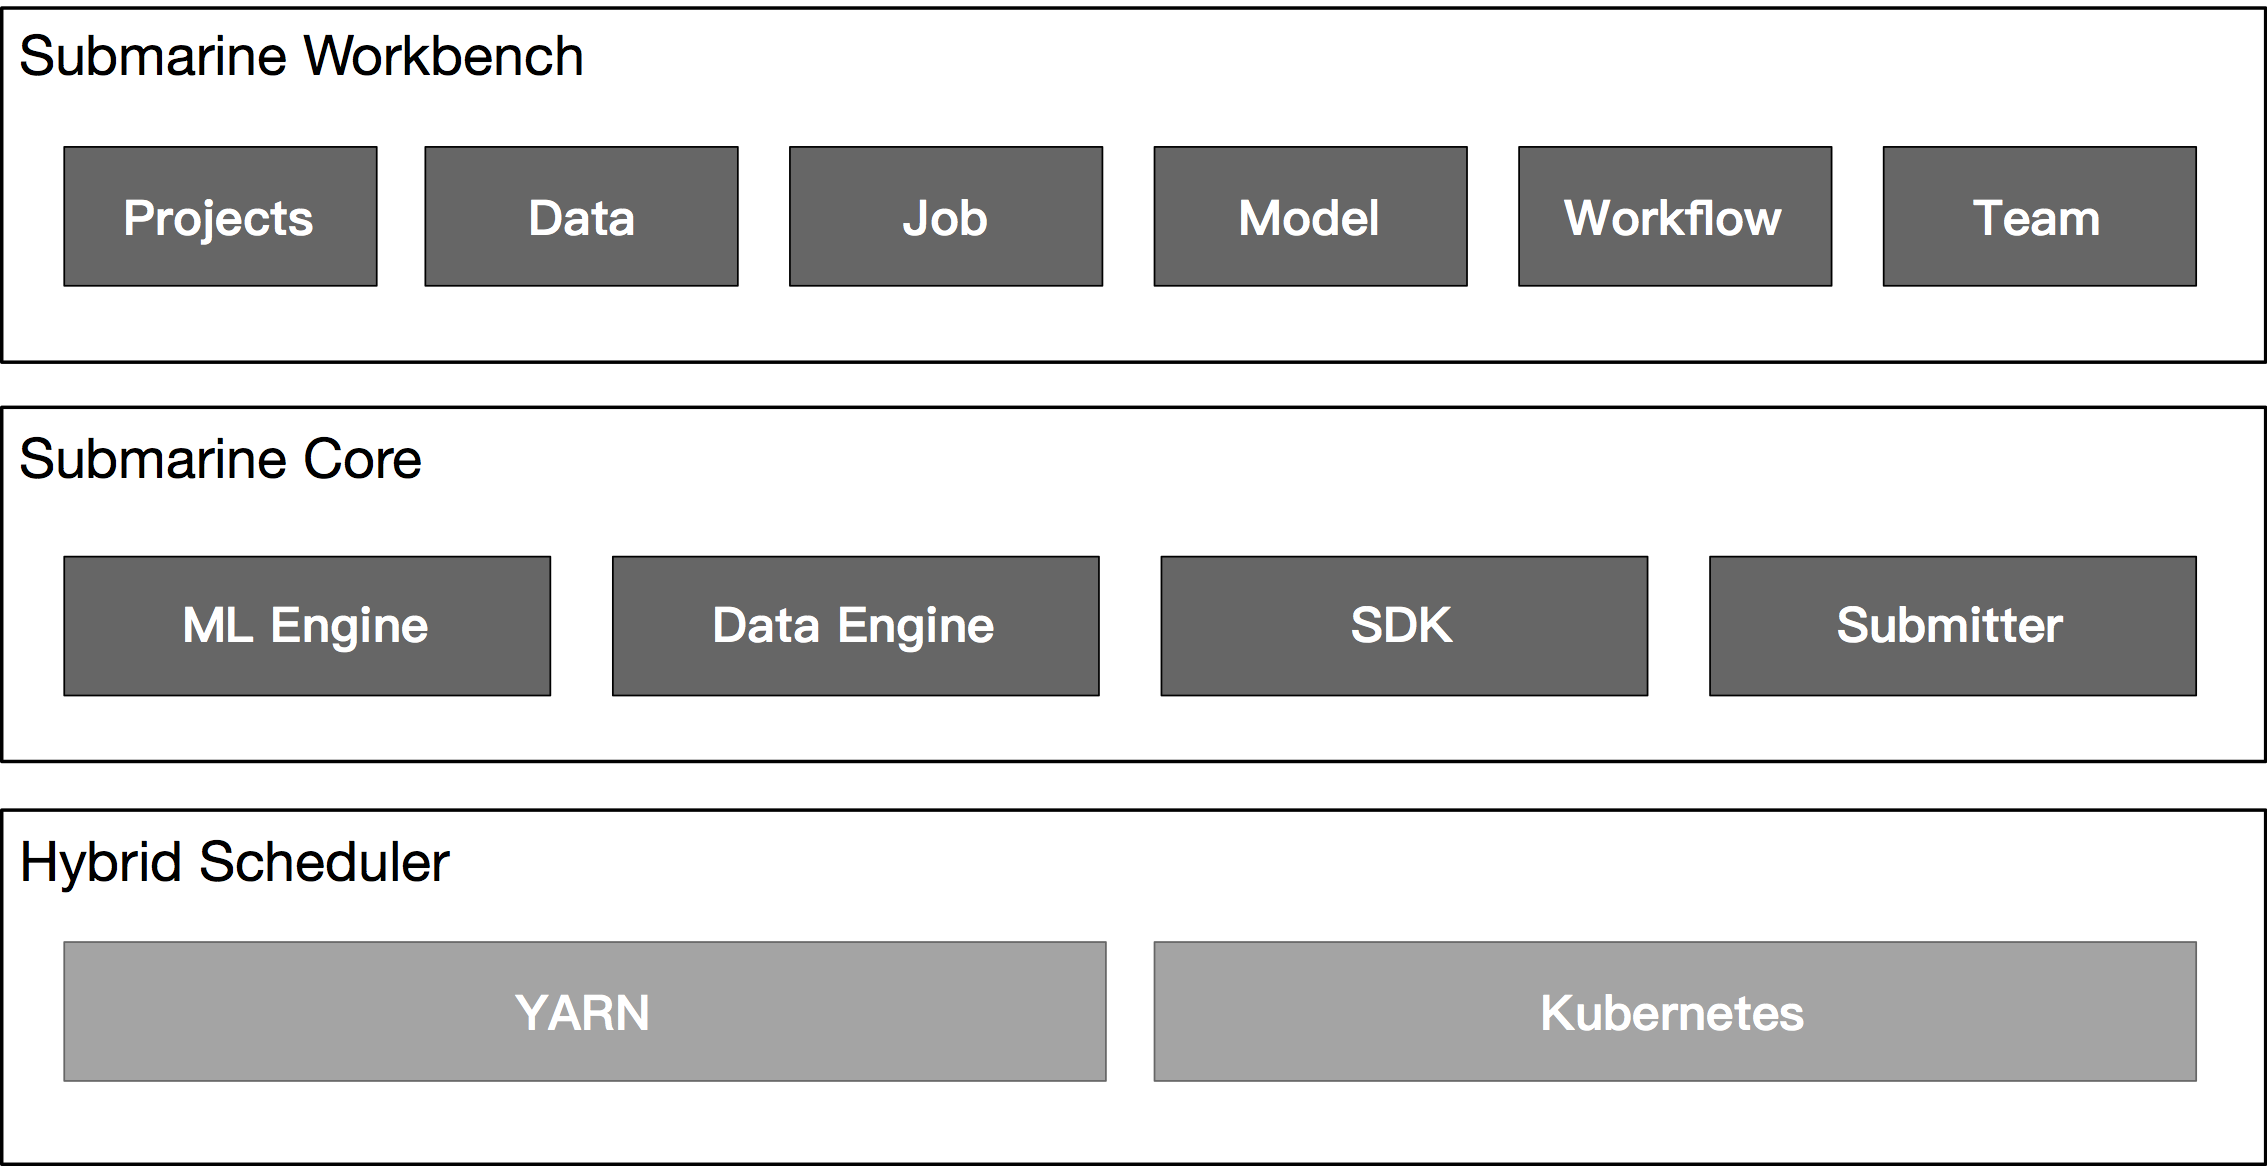 Submarine Workbench
Projects
Data
Job
Model
Workflow
Team
Submarine Core
ML Engine
Data Engine
SDK
Submitter
Hybrid Scheduler
YARN
Kubernetes